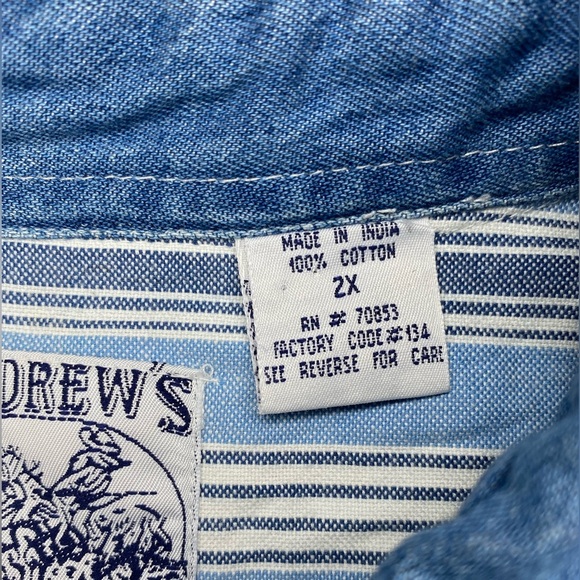 MADE IN INDIA
100% COTTON
2X
RN # 70853
FACTORY CODE # 134
SEE REVERSE FOR CARE
DREW'S